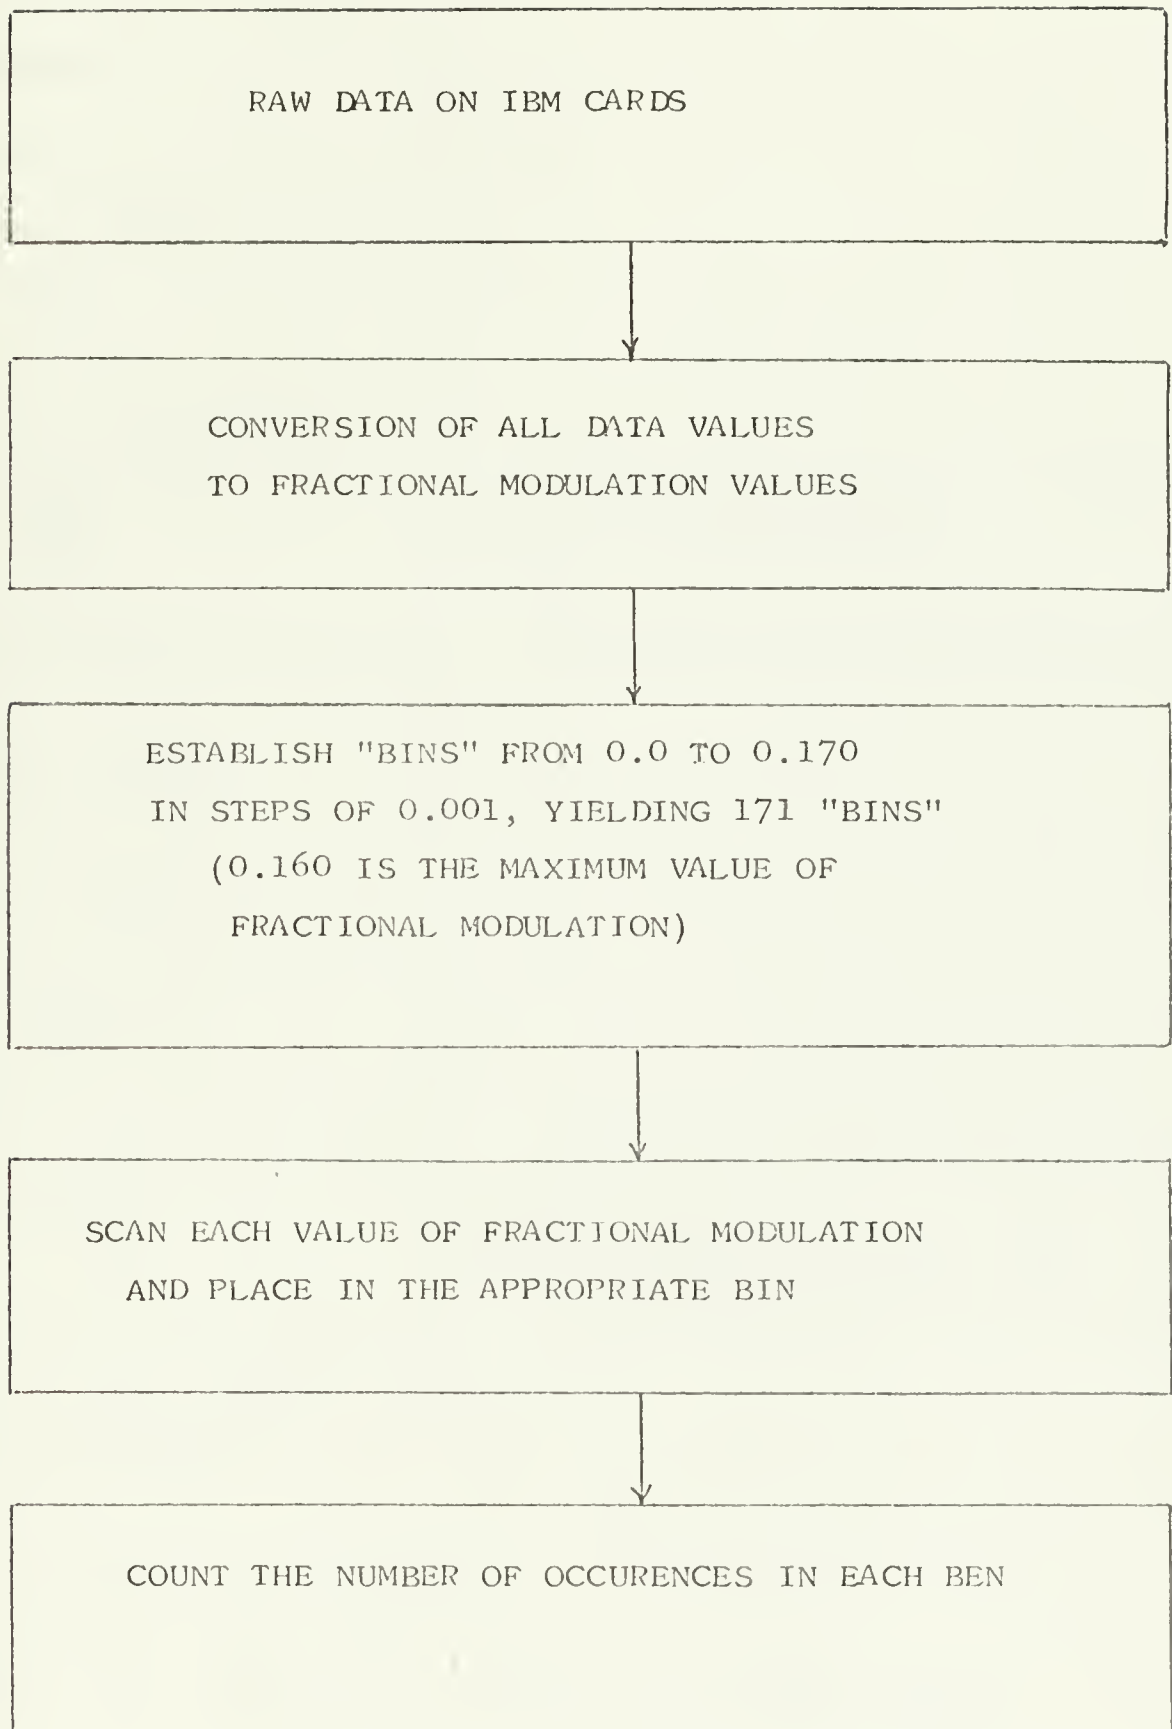 RAW DATA ON IBM CARDS
CONVERSION OF ALL DATA VALUES
TO FRACTIONAL MODULATION VALUES
ESTABLISH "BINS" FROM 0.0 TO 0.170
IN STEPS OF 0.001, YIELDING 171 "BINS"
(0.160 IS THE MAXIMUM VALUE OF
FRACTIONAL MODULATION)
SCAN EACH VALUE OF FRACTIONAL MODULATION
AND PLACE IN THE APPROPRIATE BIN
COUNT THE NUMBER OF OCCURENCES IN EACH BEN